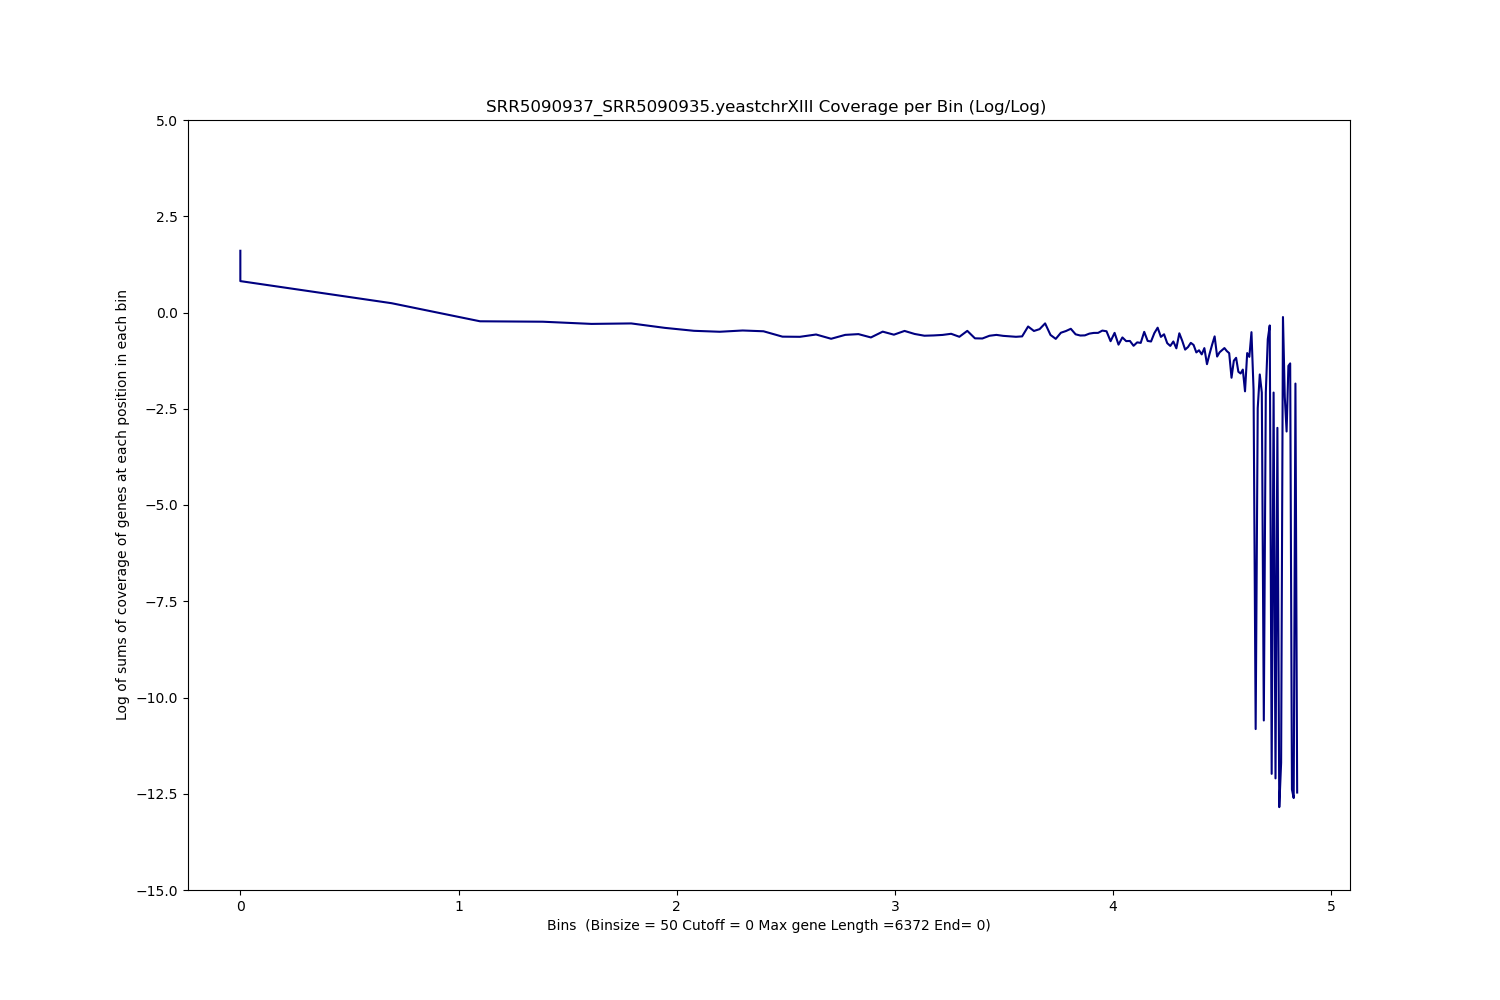 SRR5090937_SRR5090935.yeastchrXIII Coverage per Bin (Log/Log)
Log of sums of coverage of genes at each position in each bin
5.0
2.5
0.0
−2.5
−5.0
−7.5
−10.0
−12.5
−15.0
0 1 2 3 4 5
Bins  (Binsize = 50 Cutoff = 0 Max gene Length =6372 End= 0)